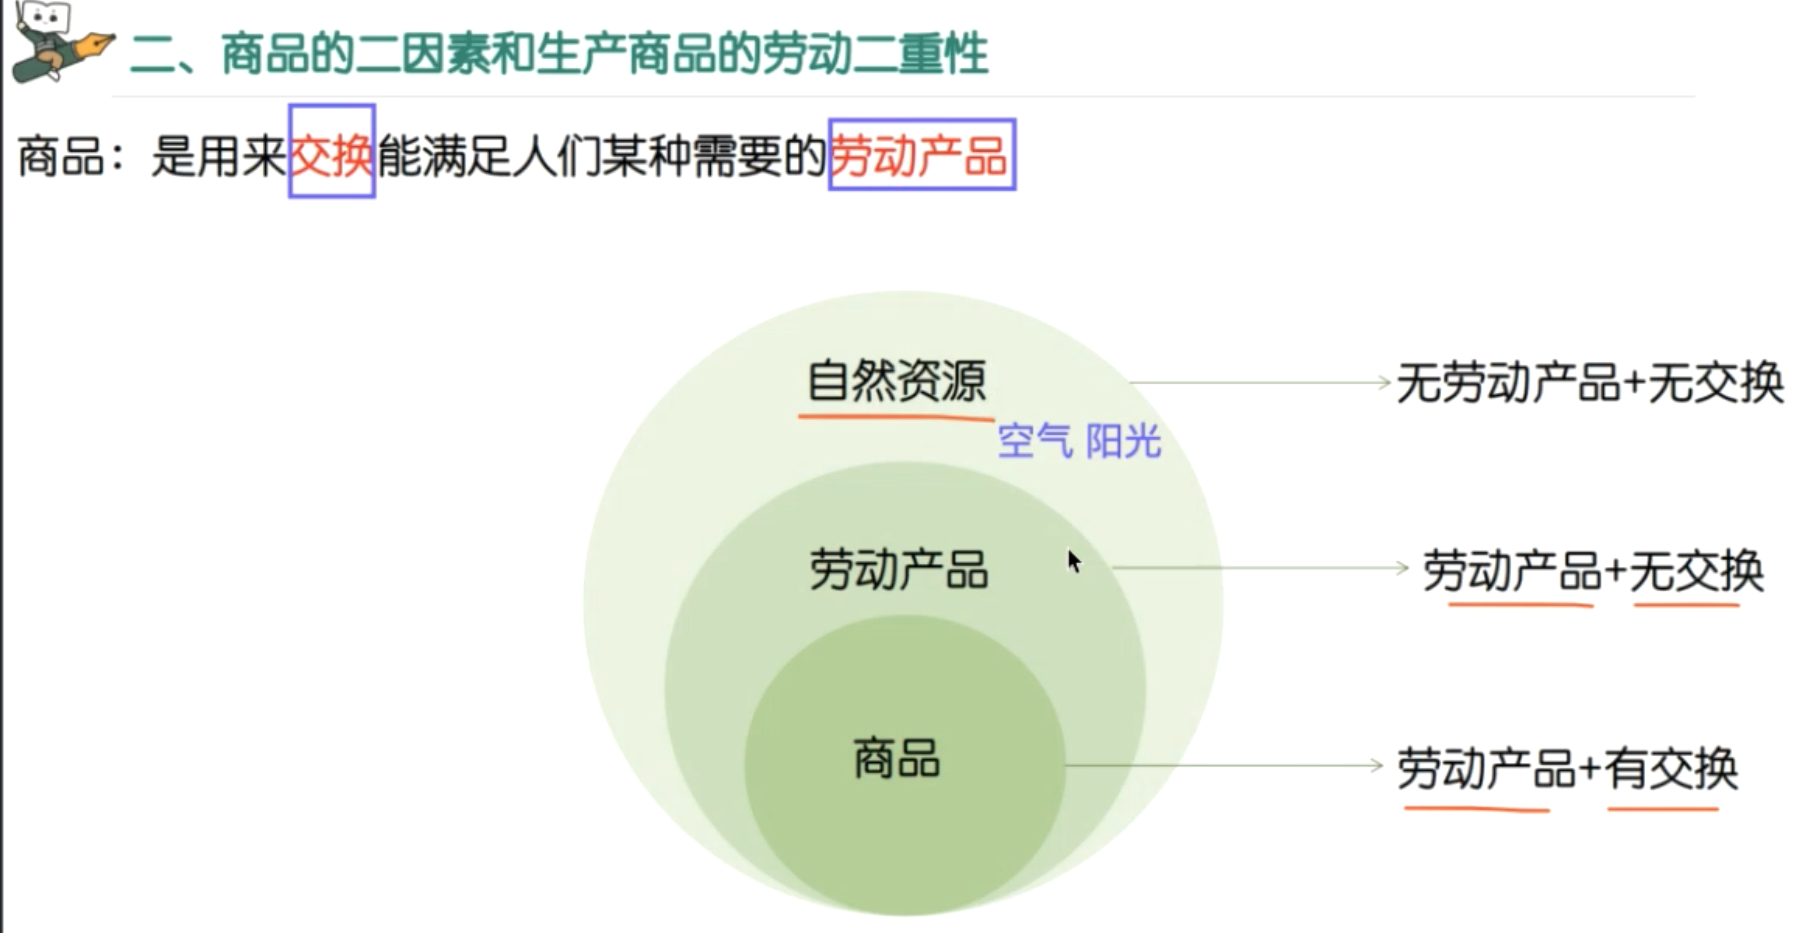 二、商品的二因素和生产商品的劳动二重性
商品：是用来交换能满足人们某种需要的劳动产品
自然资源
无劳动产品+无交换
空气 阳光
劳动产品
劳动产品+无交换
商品
劳动产品+有交换